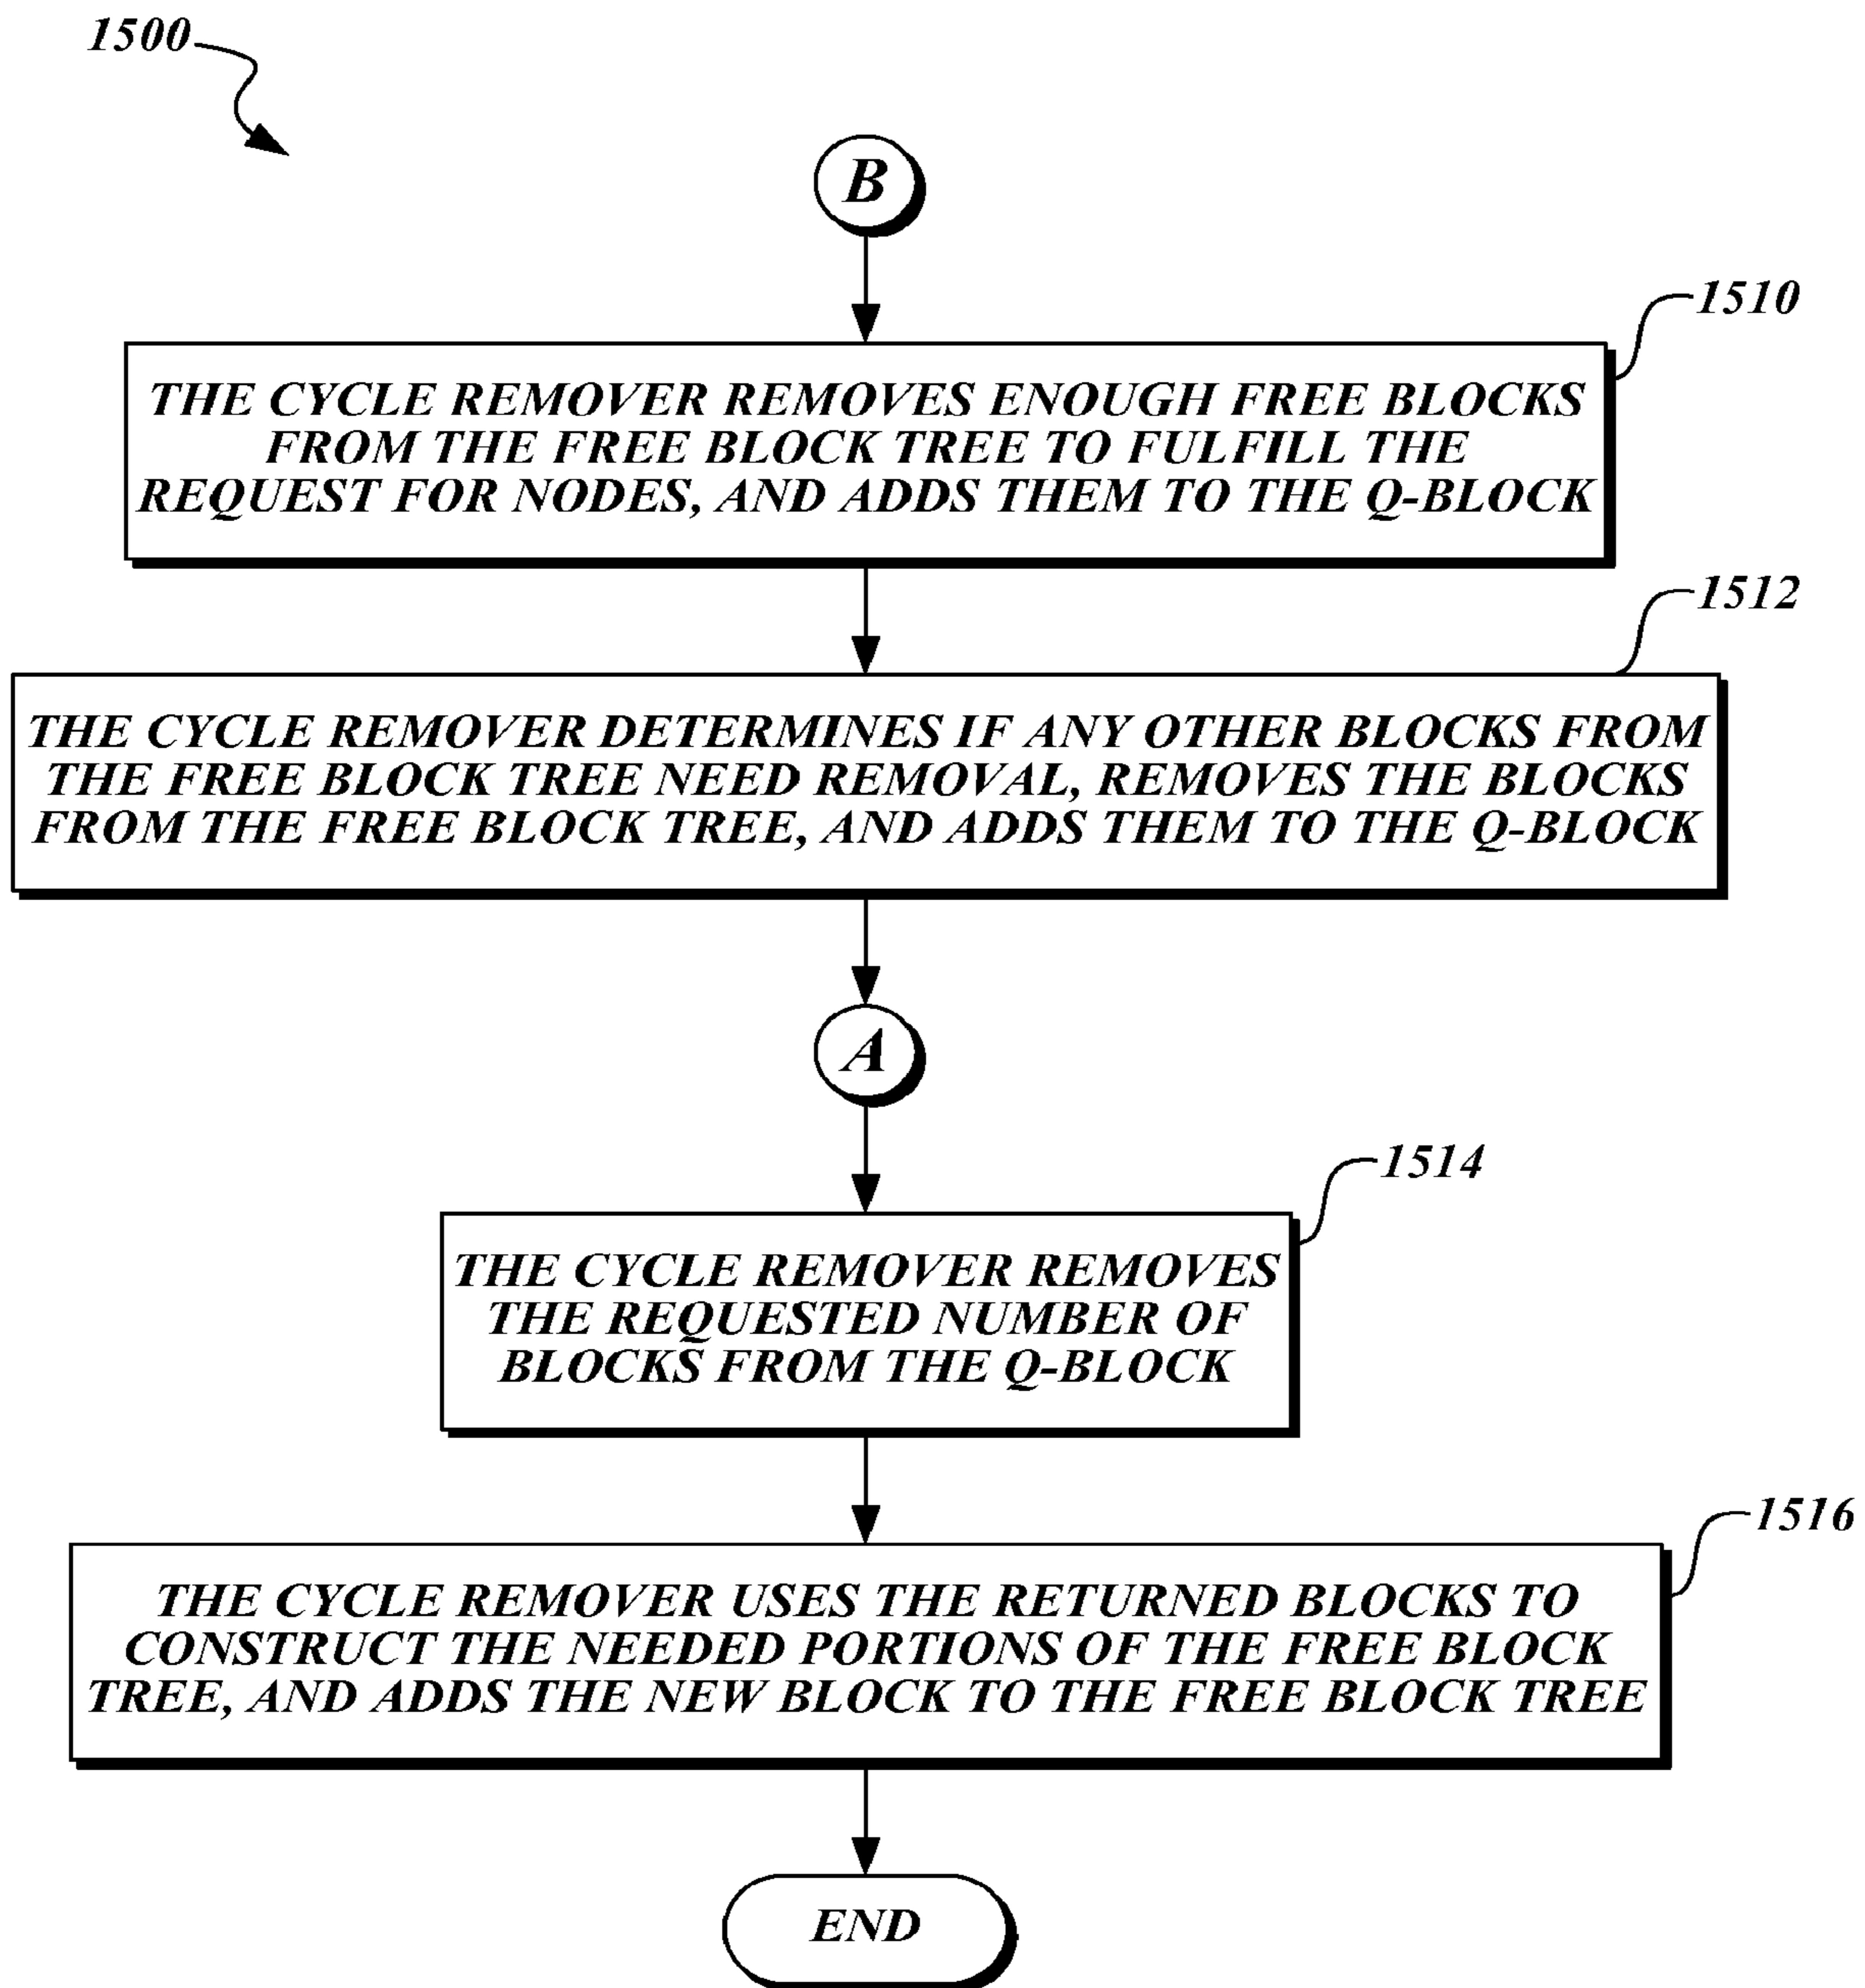 1500
B
1510
THE CYCLE REMOVER REMOVES ENOUGH FREE BLOCKS
FROM THE FREE BLOCK TREE TO FULFILL THE
REQUEST FOR NODES, AND ADDS THEM TO THE Q-BLOCK
1512
THE CYCLE REMOVER DETERMINES IF ANY OTHER BLOCKS FROM
THE FREE BLOCK TREE NEED REMOVAL, REMOVES THE BLOCKS
FROM THE FREE BLOCK TREE, AND ADDS THEM TO THE Q-BLOCK
A
1514
THE CYCLE REMOVER REMOVES
THE REQUESTED NUMBER OF
BLOCKS FROM THE Q-BLOCK
1516
THE CYCLE REMOVER USES THE RETURNED BLOCKS TO
CONSTRUCT THE NEEDED PORTIONS OF THE FREE BLOCK
TREE, AND ADDS THE NEW BLOCK TO THE FREE BLOCK TREE
END